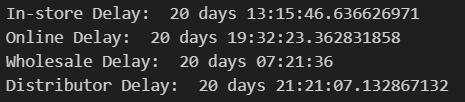 In-store Delay:  20 days 13:15:46.636626971
Online Delay:  20 days 19:32:23.362831858
Wholesale Delay:  20 days 07:21:36
Distributor Delay:  20 days 21:21:07.132867132